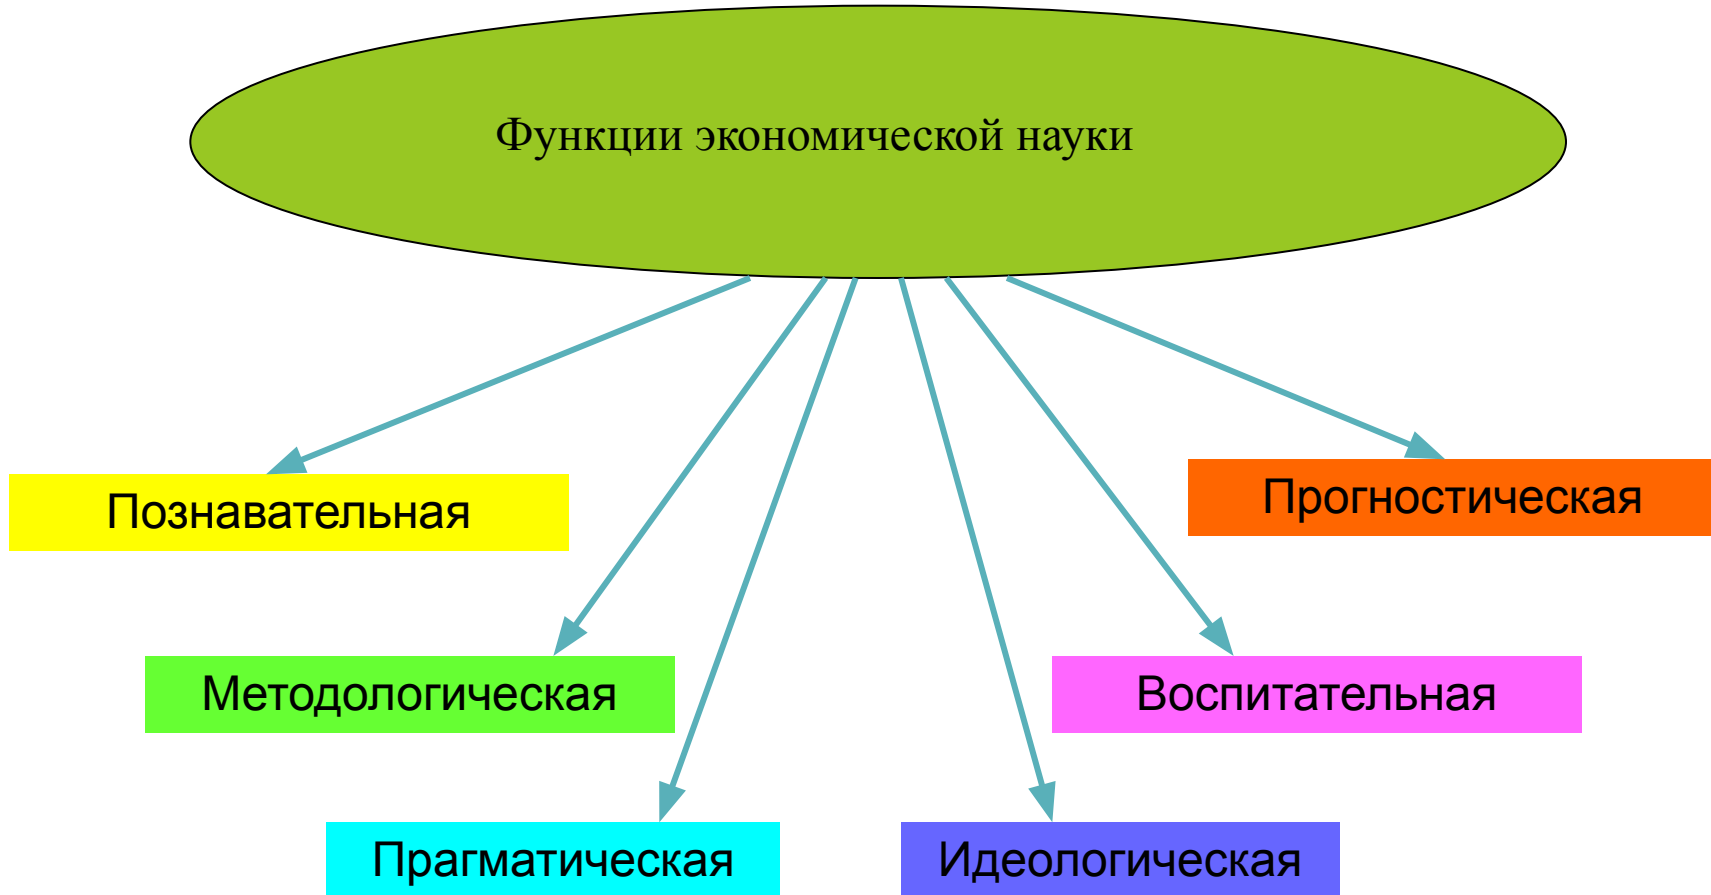 Функции экономической науки
Познавательная
Прогностическая
Методологическая
Воспитательная
Прагматическая
Идеологическая